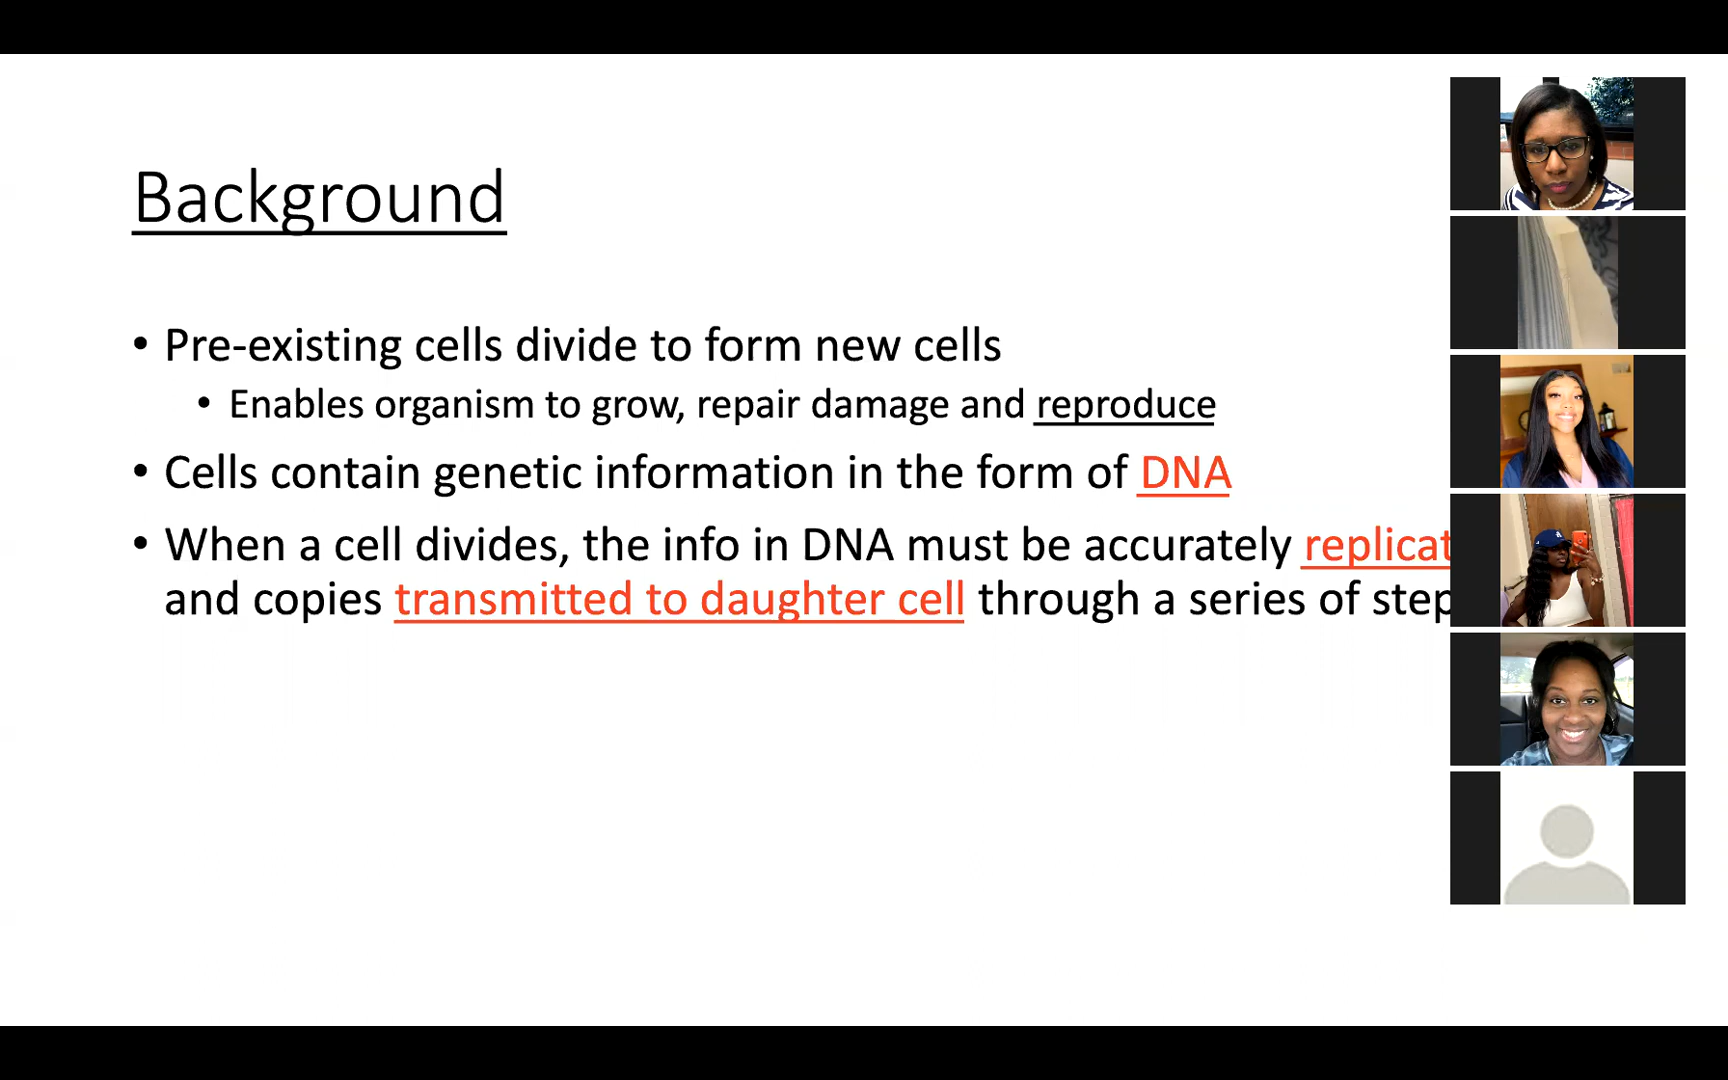 Background
• Pre-existing cells divide to form new cells
• Enables organism to grow, repair damage and reproduce
• Cells contain genetic information in the form of DNA
• When a cell divides, the info in DNA must be accurately replicat
and copies transmitted to daughter cell through a series of step